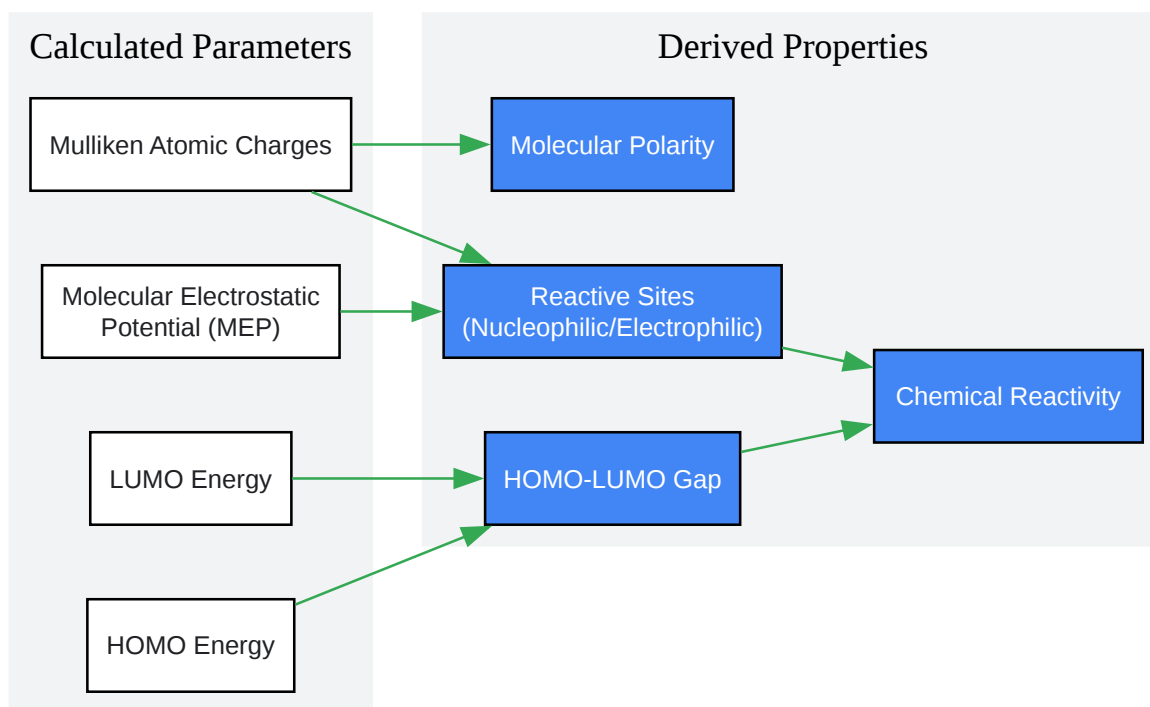 Calculated Parameters
Derived Properties
Mulliken Atomic Charges
Molecular Polarity
Molecular Electrostatic
Potential (MEP)
Reactive Sites
(Nucleophilic/Electrophilic)
Chemical Reactivity
LUMO Energy
HOMO-LUMO Gap
HOMO Energy